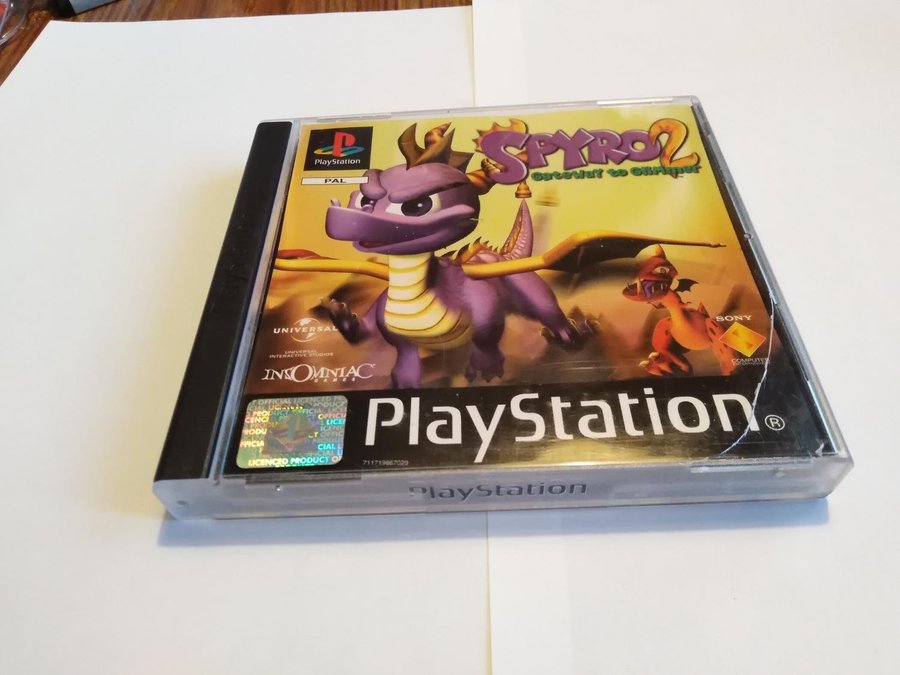 PlayStation
PAL
SPYRO 2
Gateway to Glimmer
UNIVERSAL
UNIVERSAL
INTERACTIVE STUDIOS
INSOMNIAC
GAMES
SONY
COMPUTER
PlayStation®
OFFICIAL
LICENCED PRODUCT
711719867029
PlayStation